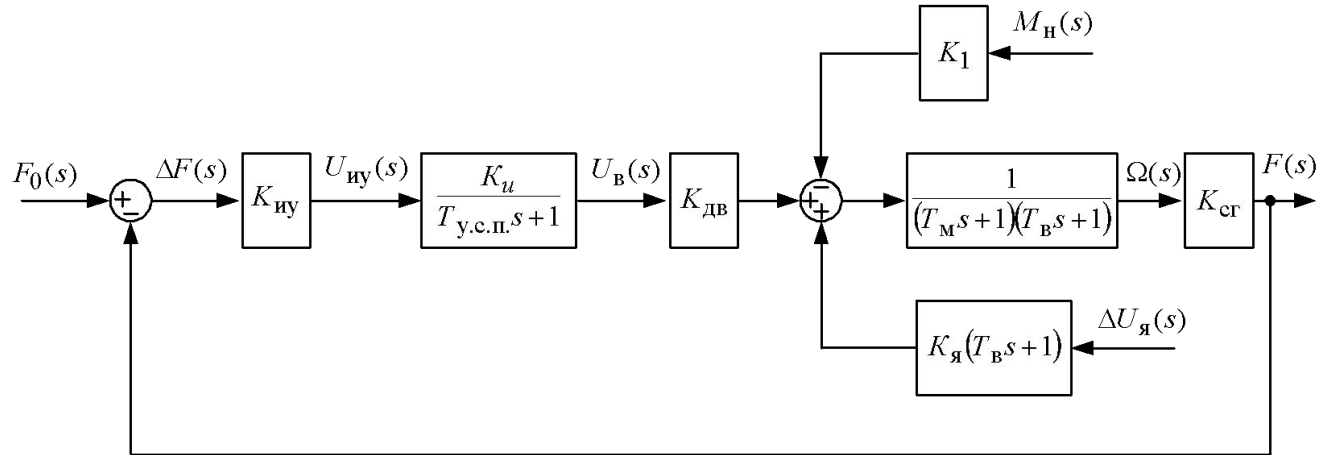 M_н(s)
K_1
F_0(s)
ΔF(s)
K_иу
U_иу(s)
K_и / (T_у.с.п. s + 1)
U_в(s)
K_дв
1 / ((T_м s + 1)(T_в s + 1))
Ω(s)
K_сг
F(s)
+
−
−
+
+
K_я(T_в s + 1)
ΔU_я(s)